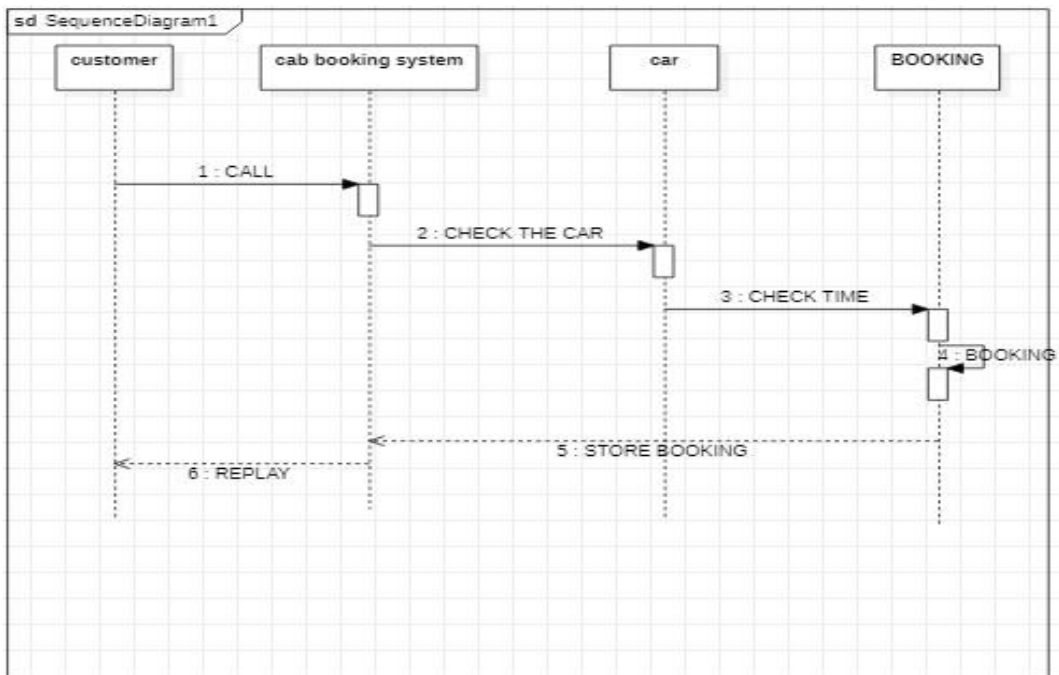 sd SequenceDiagram1
customer
cab booking system
car
BOOKING
1 : CALL
2 : CHECK THE CAR
3 : CHECK TIME
4 : BOOKING
5 : STORE BOOKING
6 : REPLAY